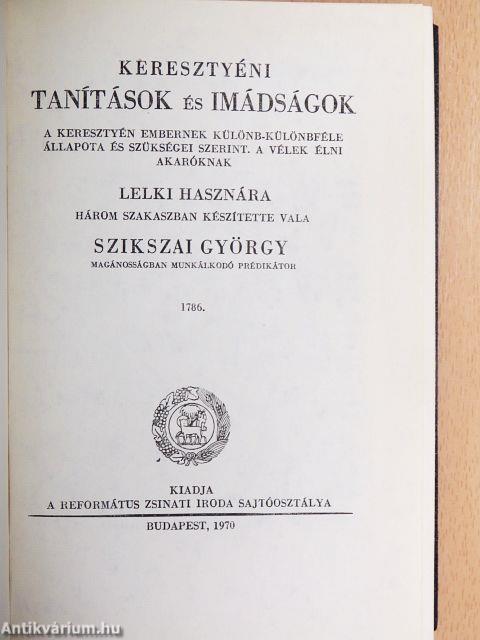 KERESZTYÉNI
TANÍTÁSOK ÉS IMÁDSÁGOK
A KERESZTYÉN EMBERNEK KÜLÖNB-KÜLÖNBFÉLE
ÁLLAPOTA ÉS SZÜKSÉGEI SZERINT. A VÉLEK ÉLNI
AKARÓKNAK
LELKI HASZNÁRA
HÁROM SZAKASZBAN KÉSZÍTETTE VALA
SZIKSZAI GYÖRGY
MAGÁNOSSÁGBAN MUNKÁLKODÓ PRÉDIKÁTOR
1786.
KIADJA
A REFORMÁTUS ZSINATI IRODA SAJTÓOSZTÁLYA
BUDAPEST, 1970
Antikvárium.hu